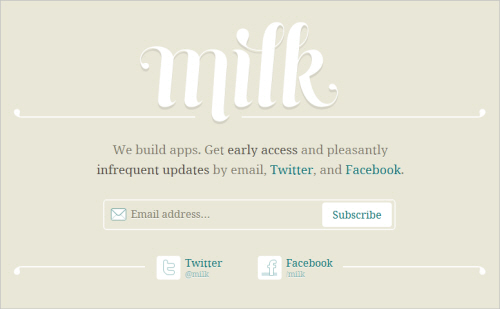 milk
We build apps. Get early access and pleasantly
infrequent updates by email, Twitter, and Facebook.
Email address...
Subscribe
Twitter
@milk
Facebook
/milk